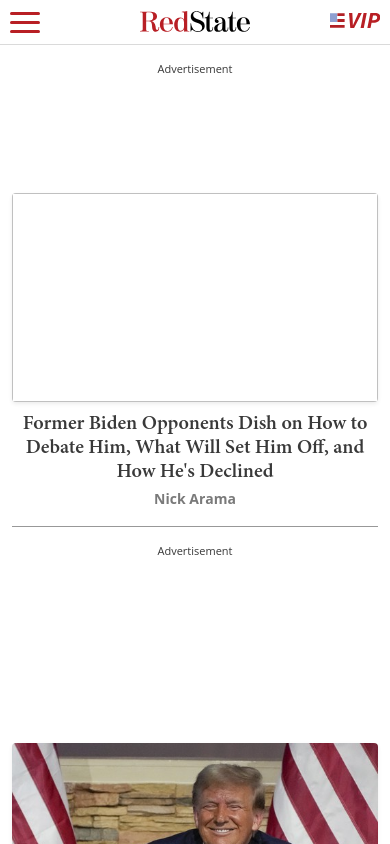 RedState
VIP
Advertisement
Former Biden Opponents Dish on How to
Debate Him, What Will Set Him Off, and
How He's Declined
Nick Arama
Advertisement